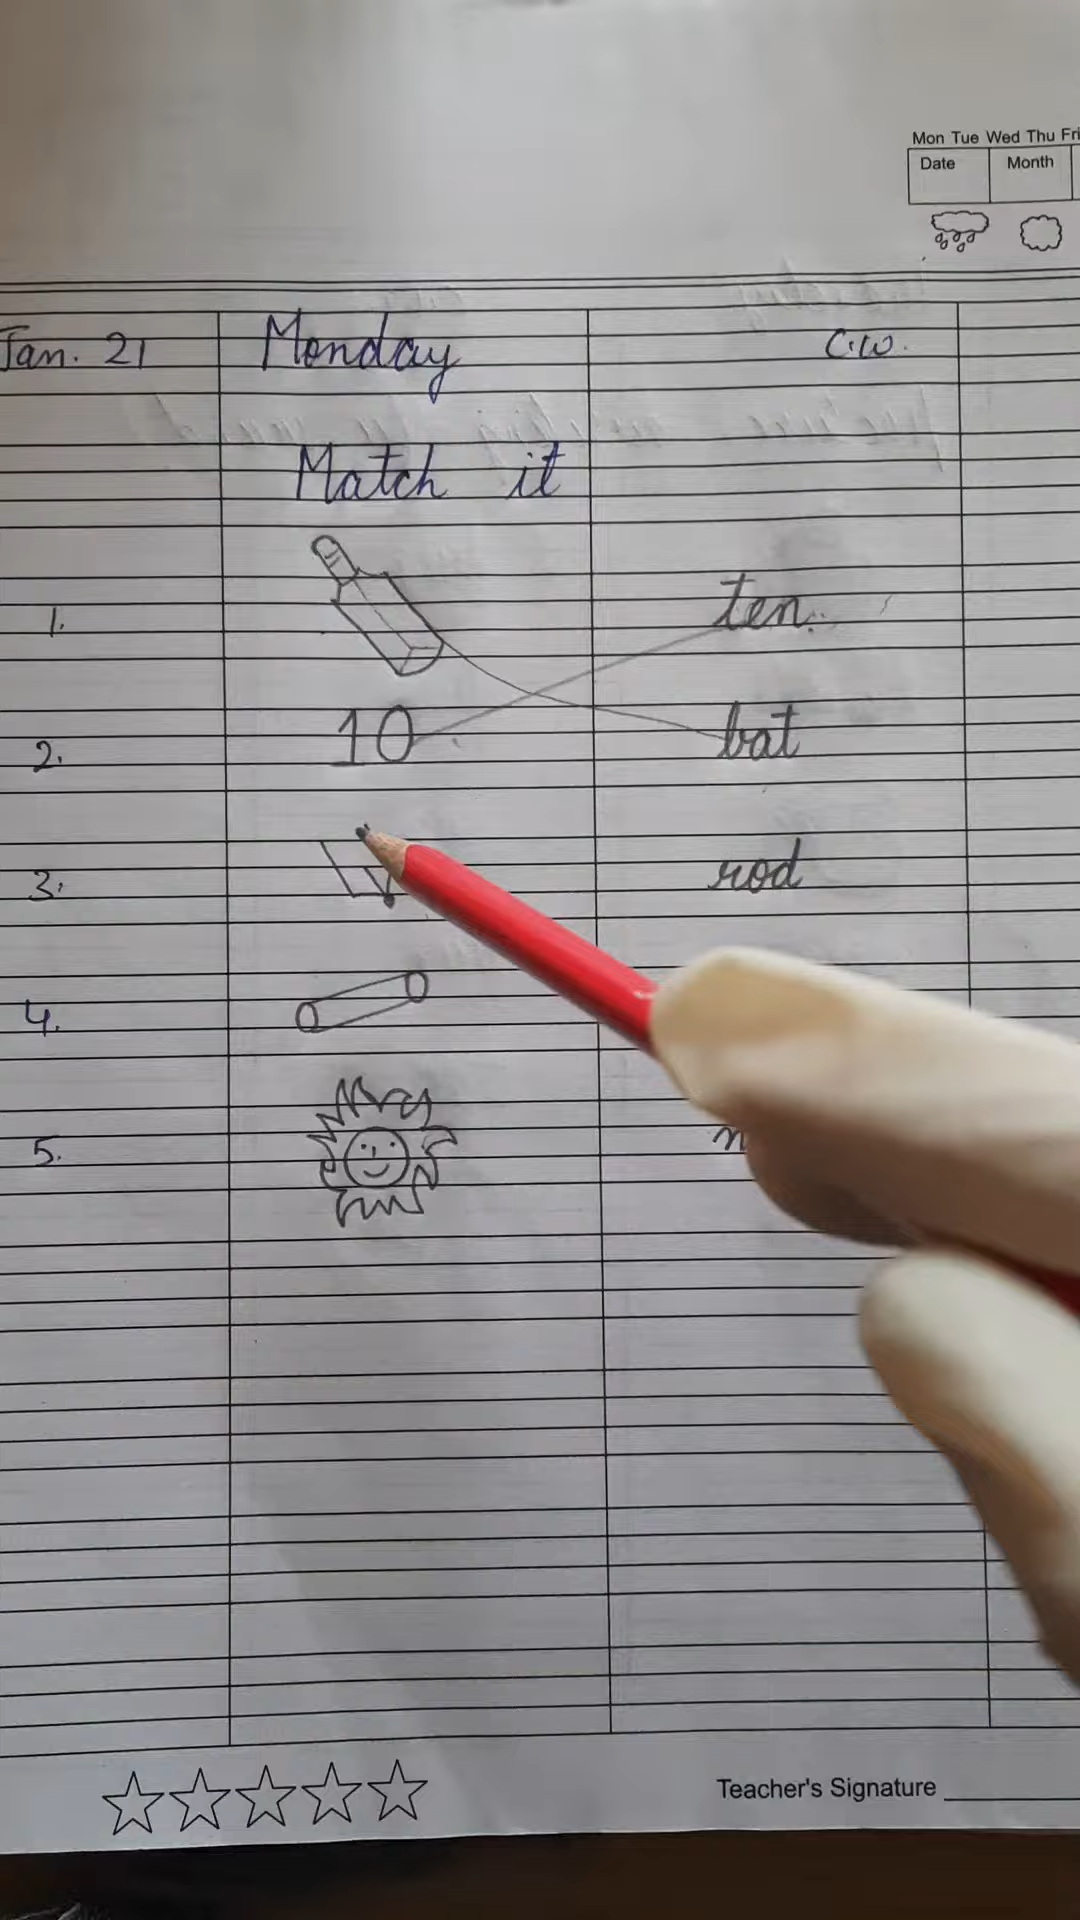 Mon Tue Wed Thu Fri
Date Month
Jan. 21 Monday C.W.
Match it
1. ten
2. 10 bat
3. rod
4.
5.
Teacher's Signature